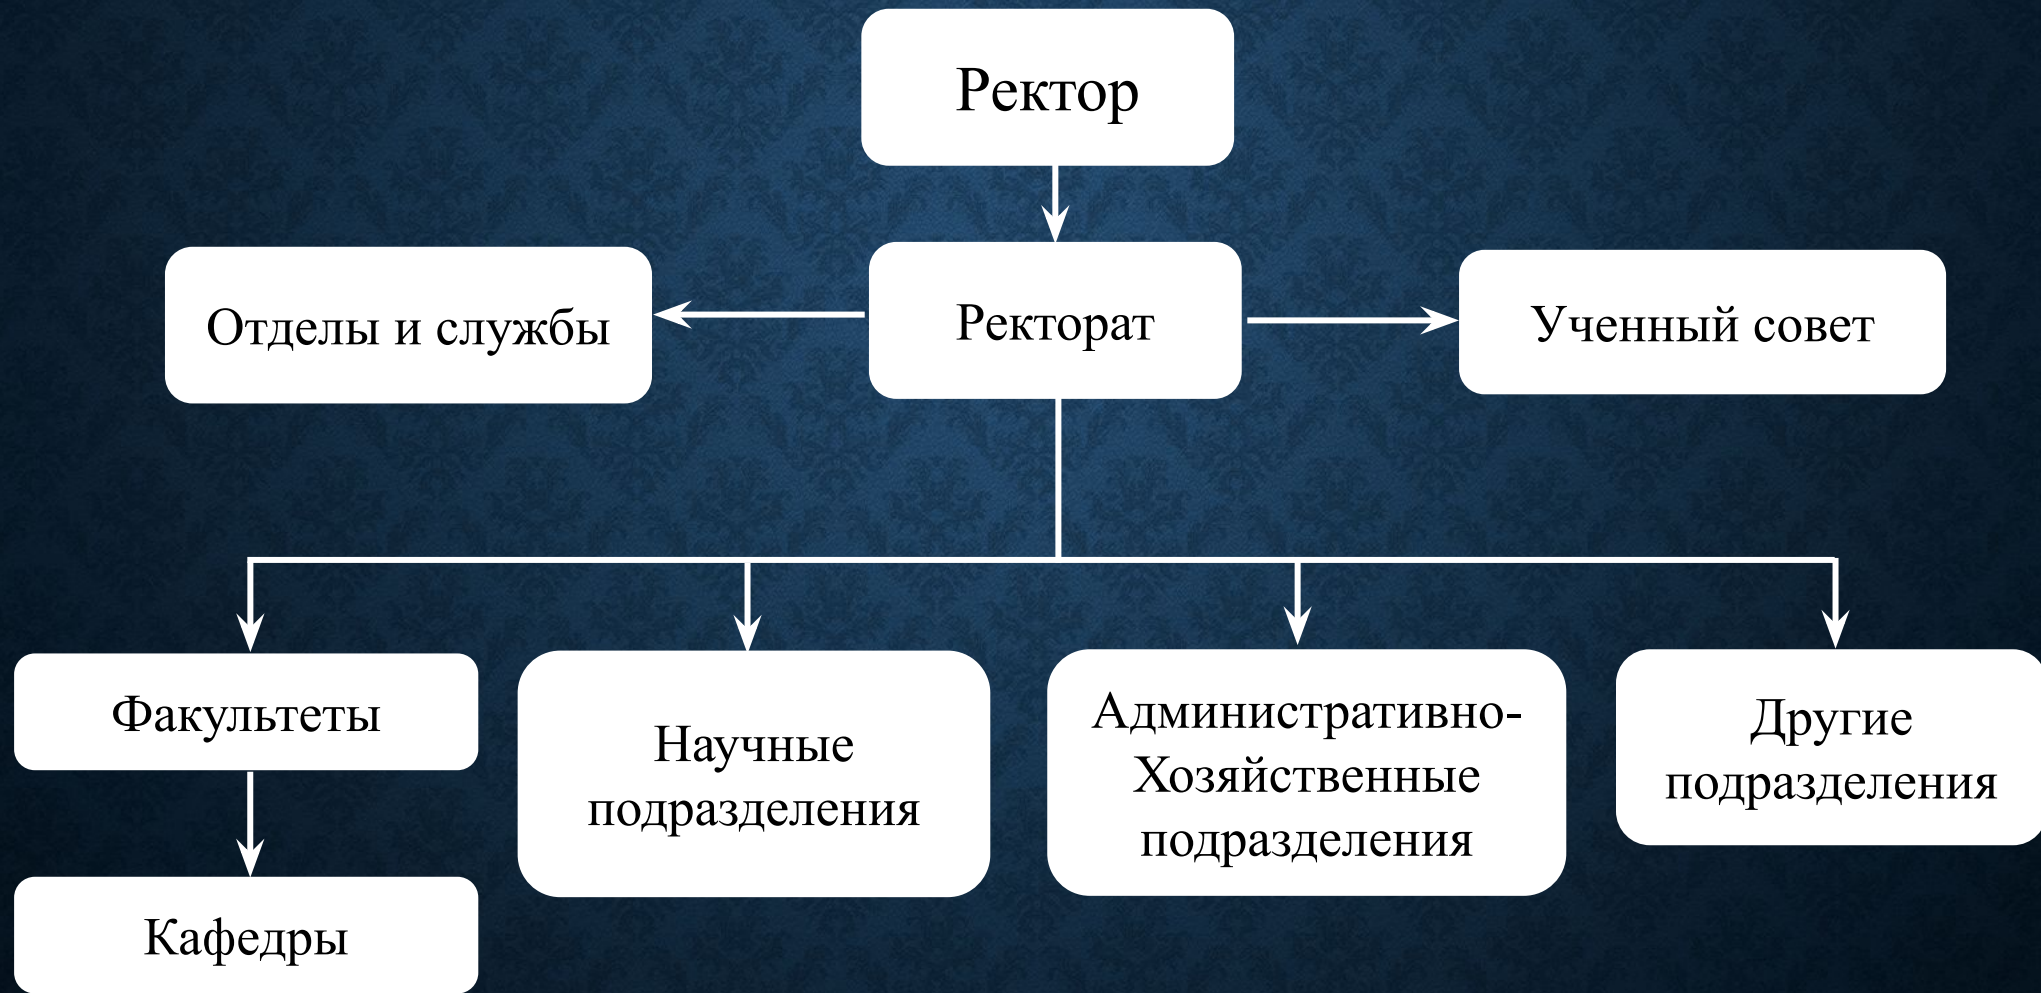 Ректор
Отделы и службы
Ректорат
Ученный совет
Факультеты
Научные
подразделения
Административно-
Хозяйственные
подразделения
Другие
подразделения
Кафедры